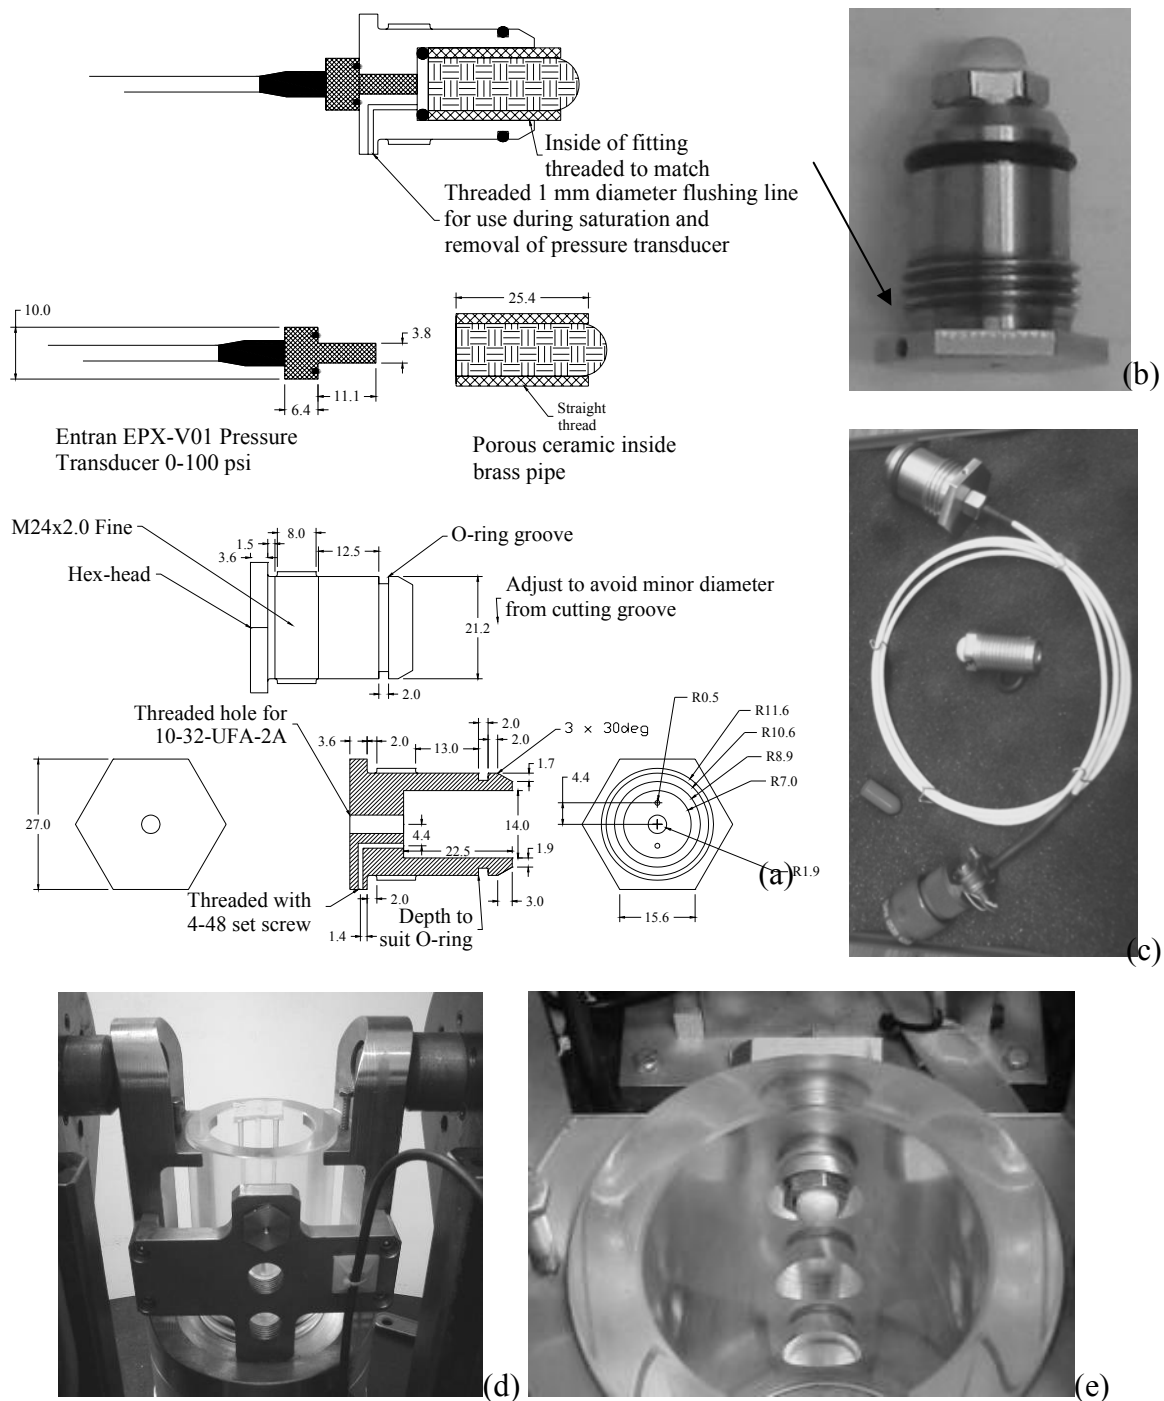 Inside of fitting
threaded to match
Threaded 1 mm diameter flushing line
for use during saturation and
removal of pressure transducer
(b)
10.0
3.8
11.1
6.4
25.4
Straight
thread
Entran EPX-V01 Pressure
Transducer 0-100 psi
Porous ceramic inside
brass pipe
M24x2.0 Fine
8.0
1.5
12.5
3.6
O-ring groove
Hex-head
Adjust to avoid minor diameter
from cutting groove
21.2
2.0
Threaded hole for
10-32-UFA-2A
3.6
2.0
13.0
2.0
2.0
3 x 30deg
1.7
R0.5
R11.6
R10.6
R8.9
R7.0
4.4
27.0
4.4
14.0
22.5
1.9
(a)
R1.9
Threaded with
4-48 set screw
2.0
Depth to
suit O-ring
3.0
1.4
15.6
(c)
(d)
(e)